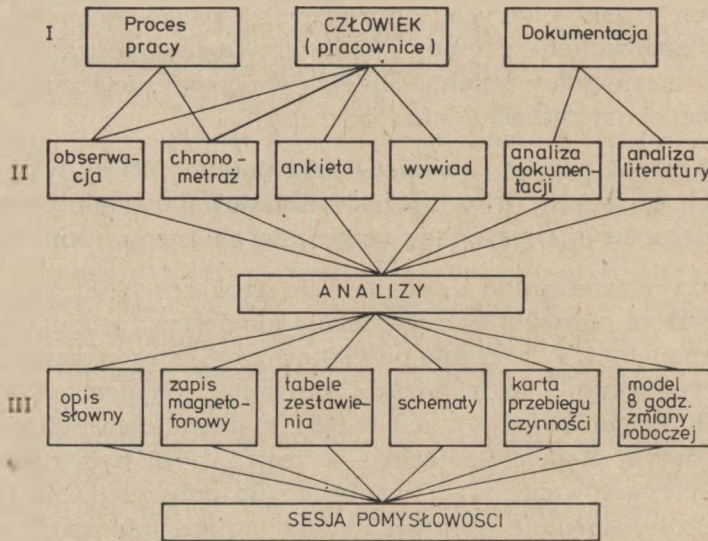 I
Proces
pracy
CZŁOWIEK
(pracownice)
Dokumentacja
II
obserwa-
cja
chrono-
metraż
ankieta
wywiad
analiza
dokumen-
tacji
analiza
literatury
ANALIZY
III
opis
słowny
zapis
magneto-
fonowy
tabele
zestawie-
nia
schematy
karta
przebiegu
czynności
model
8 godz.
zmiany
roboczej
SESJA POMYSŁOWOSCI